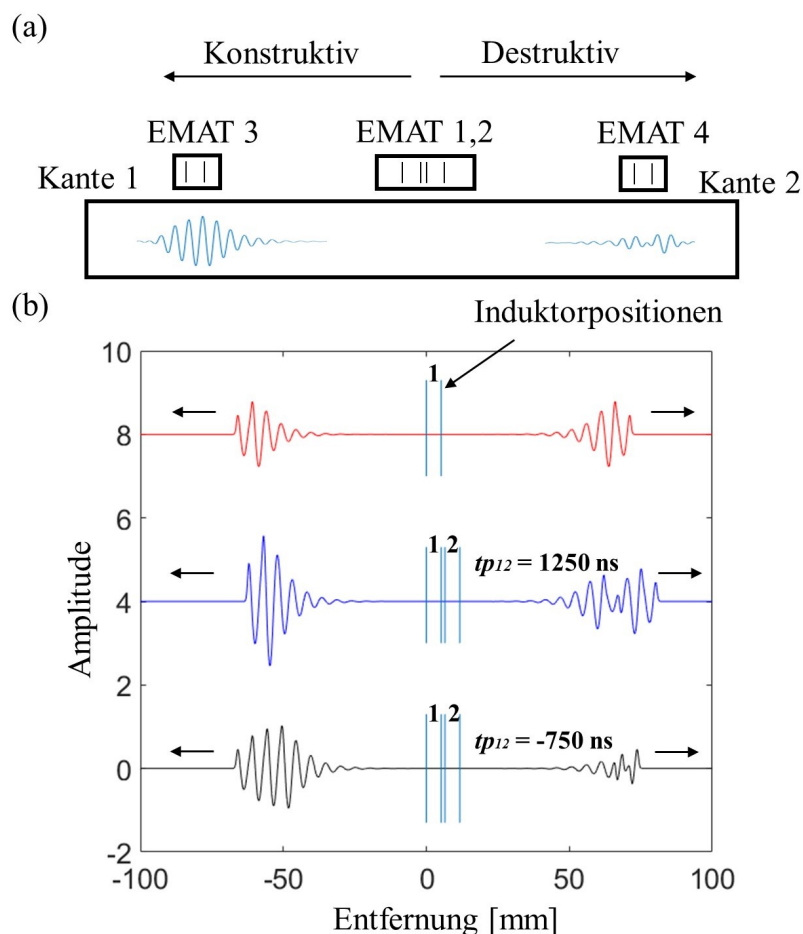 (a)
Konstruktiv Destruktiv
EMAT 3 EMAT 1,2 EMAT 4
Kante 1 Kante 2
(b)
Induktorpositionen
10
1
8
6
1 2 tp12 = 1250 ns
4
2
1 2 tp12 = -750 ns
0
-2
-100 -50 0 50 100
Amplitude
Entfernung [mm]